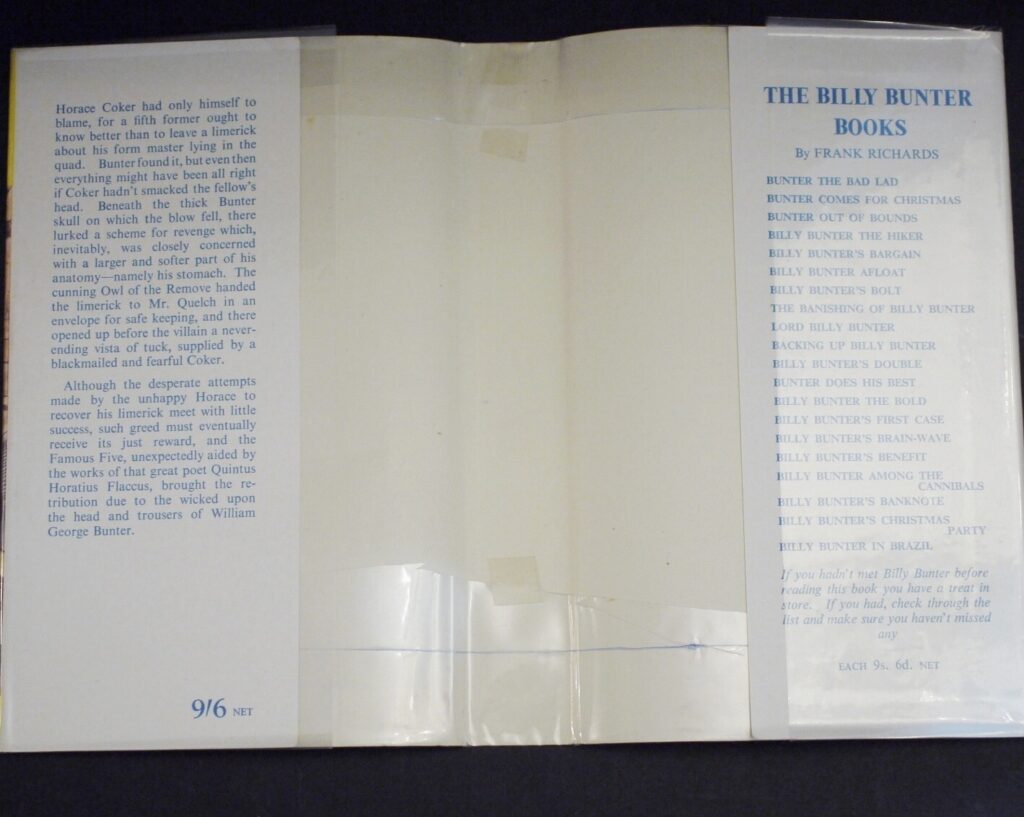 Horace Coker had only himself to
blame, for a fifth former ought to
know better than to leave a limerick
about his form master lying in the
quad. Bunter found it, but even then
everything might have been all right
if Coker hadn't smacked the fellow's
head. Beneath the thick Bunter
skull on which the blow fell, there
lurked a scheme for revenge which,
inevitably, was closely concerned
with a larger and softer part of his
anatomy—namely his stomach. The
cunning Owl of the Remove handed
the limerick to Mr. Quelch in an
envelope for safe keeping, and there
opened up before the villain a never-
ending vista of tuck, supplied by a
blackmailed and fearful Coker.
Although the desperate attempts
made by the unhappy Horace to
recover his limerick meet with little
success, such greed must eventually
receive its just reward, and the
Famous Five, unexpectedly aided by
the works of that great poet Quintus
Horatius Flaccus, brought the re-
tribution due to the wicked upon
the head and trousers of William
George Bunter.
9/6 NET
THE BILLY BUNTER
BOOKS
By FRANK RICHARDS
BUNTER THE BAD LAD
BUNTER COMES FOR CHRISTMAS
BUNTER OUT OF BOUNDS
BILLY BUNTER THE HIKER
BILLY BUNTER'S BARGAIN
BILLY BUNTER AFLOAT
BILLY BUNTER'S BOLT
THE BANISHING OF BILLY BUNTER
LORD BILLY BUNTER
BACKING UP BILLY BUNTER
BILLY BUNTER'S DOUBLE
BUNTER DOES HIS BEST
BILLY BUNTER THE BOLD
BILLY BUNTER'S FIRST CASE
BILLY BUNTER'S BRAIN-WAVE
BILLY BUNTER'S BENEFIT
BILLY BUNTER AMONG THE
CANNIBALS
BILLY BUNTER'S BANKNOTE
BILLY BUNTER'S CHRISTMAS
PARTY
BILLY BUNTER IN BRAZIL
If you hadn't met Billy Bunter before
reading this book you have a treat in
store. If you had, check through the
list and make sure you haven't missed
any
EACH 9s. 6d. NET